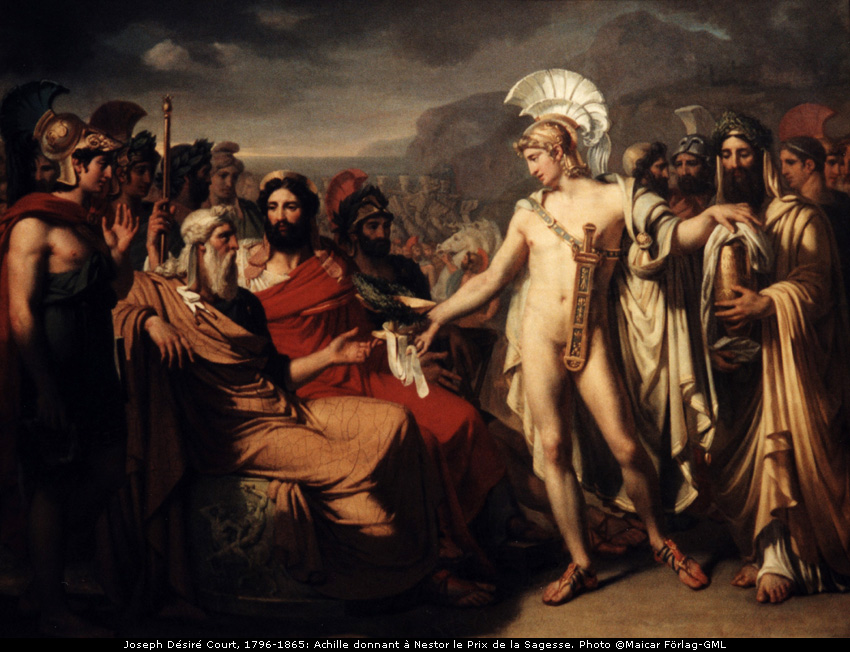 Joseph Désiré Court, 1796-1865: Achille donnant à Nestor le Prix de la Sagesse. Photo ©Maicar Förlag-GML